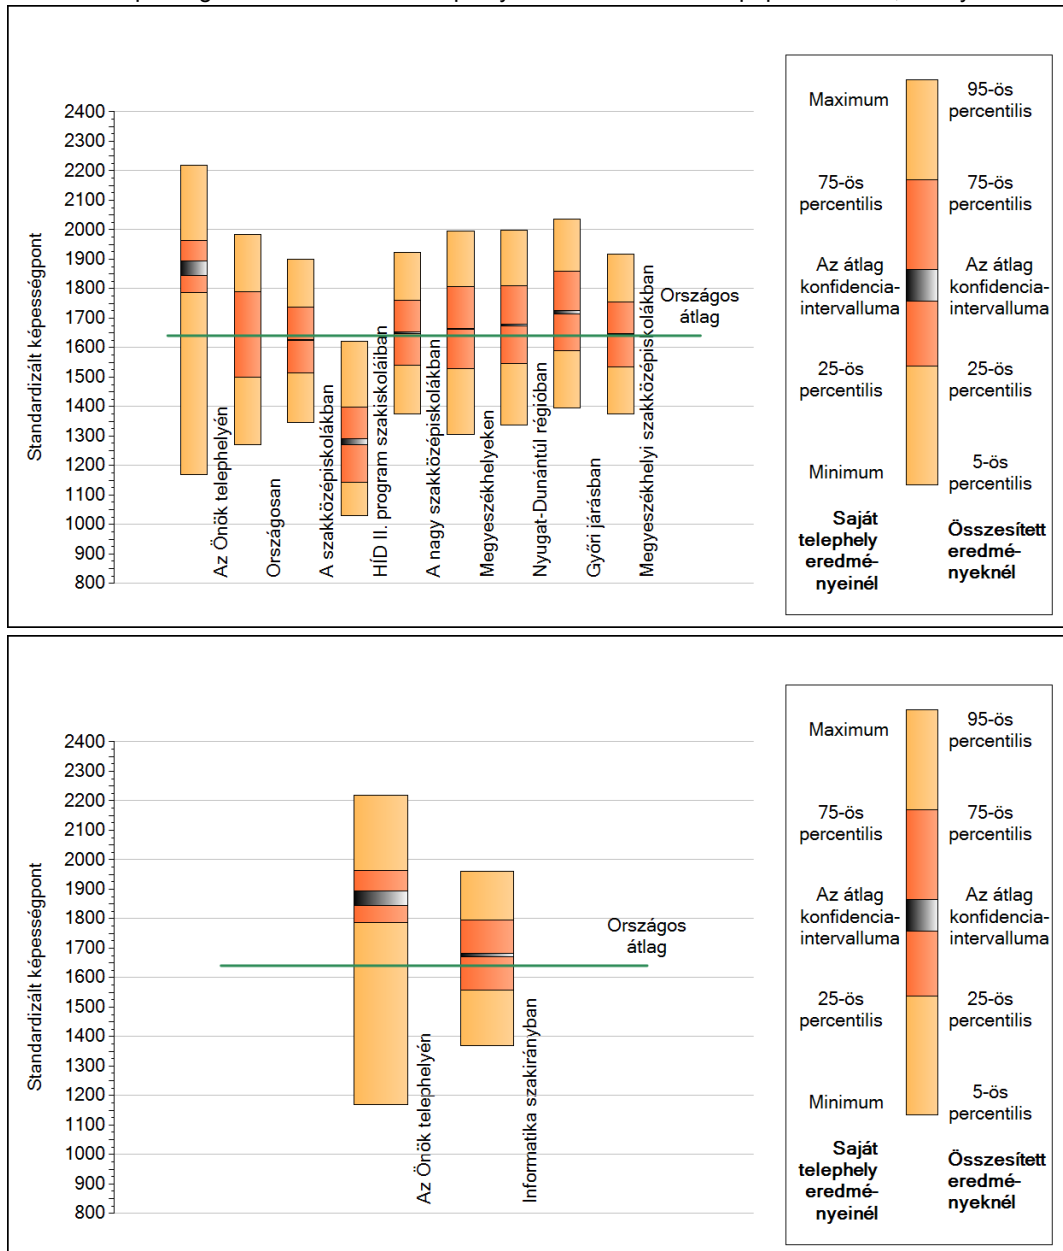 Standardizált képességpont
2400
2300
2200
2100
2000
1900
1800
1700
1600
1500
1400
1300
1200
1100
1000
900
800
Az Önök telephelyén
Országosan
A szakközépiskolákban
HÍD II. program szakiskoláiban
A nagy szakközépiskolákban
Megyeszékhelyeken
Nyugat-Dunántúl régióban
Győri járásban
Megyeszékhelyi szakközépiskolákban
Országos
átlag
Maximum
95-ös
percentilis
75-ös
percentilis
75-ös
percentilis
Az átlag
konfidencia-
intervalluma
Az átlag
konfidencia-
intervalluma
25-ös
percentilis
25-ös
percentilis
Minimum
5-ös
percentilis
Saját
telephely
eredmé-
nyeinél
Összesített
eredmé-
nyeknél
Standardizált képességpont
2400
2300
2200
2100
2000
1900
1800
1700
1600
1500
1400
1300
1200
1100
1000
900
800
Az Önök telephelyén
Informatika szakirányban
Országos
átlag
Maximum
95-ös
percentilis
75-ös
percentilis
75-ös
percentilis
Az átlag
konfidencia-
intervalluma
Az átlag
konfidencia-
intervalluma
25-ös
percentilis
25-ös
percentilis
Minimum
5-ös
percentilis
Saját
telephely
eredmé-
nyeinél
Összesített
eredmé-
nyeknél